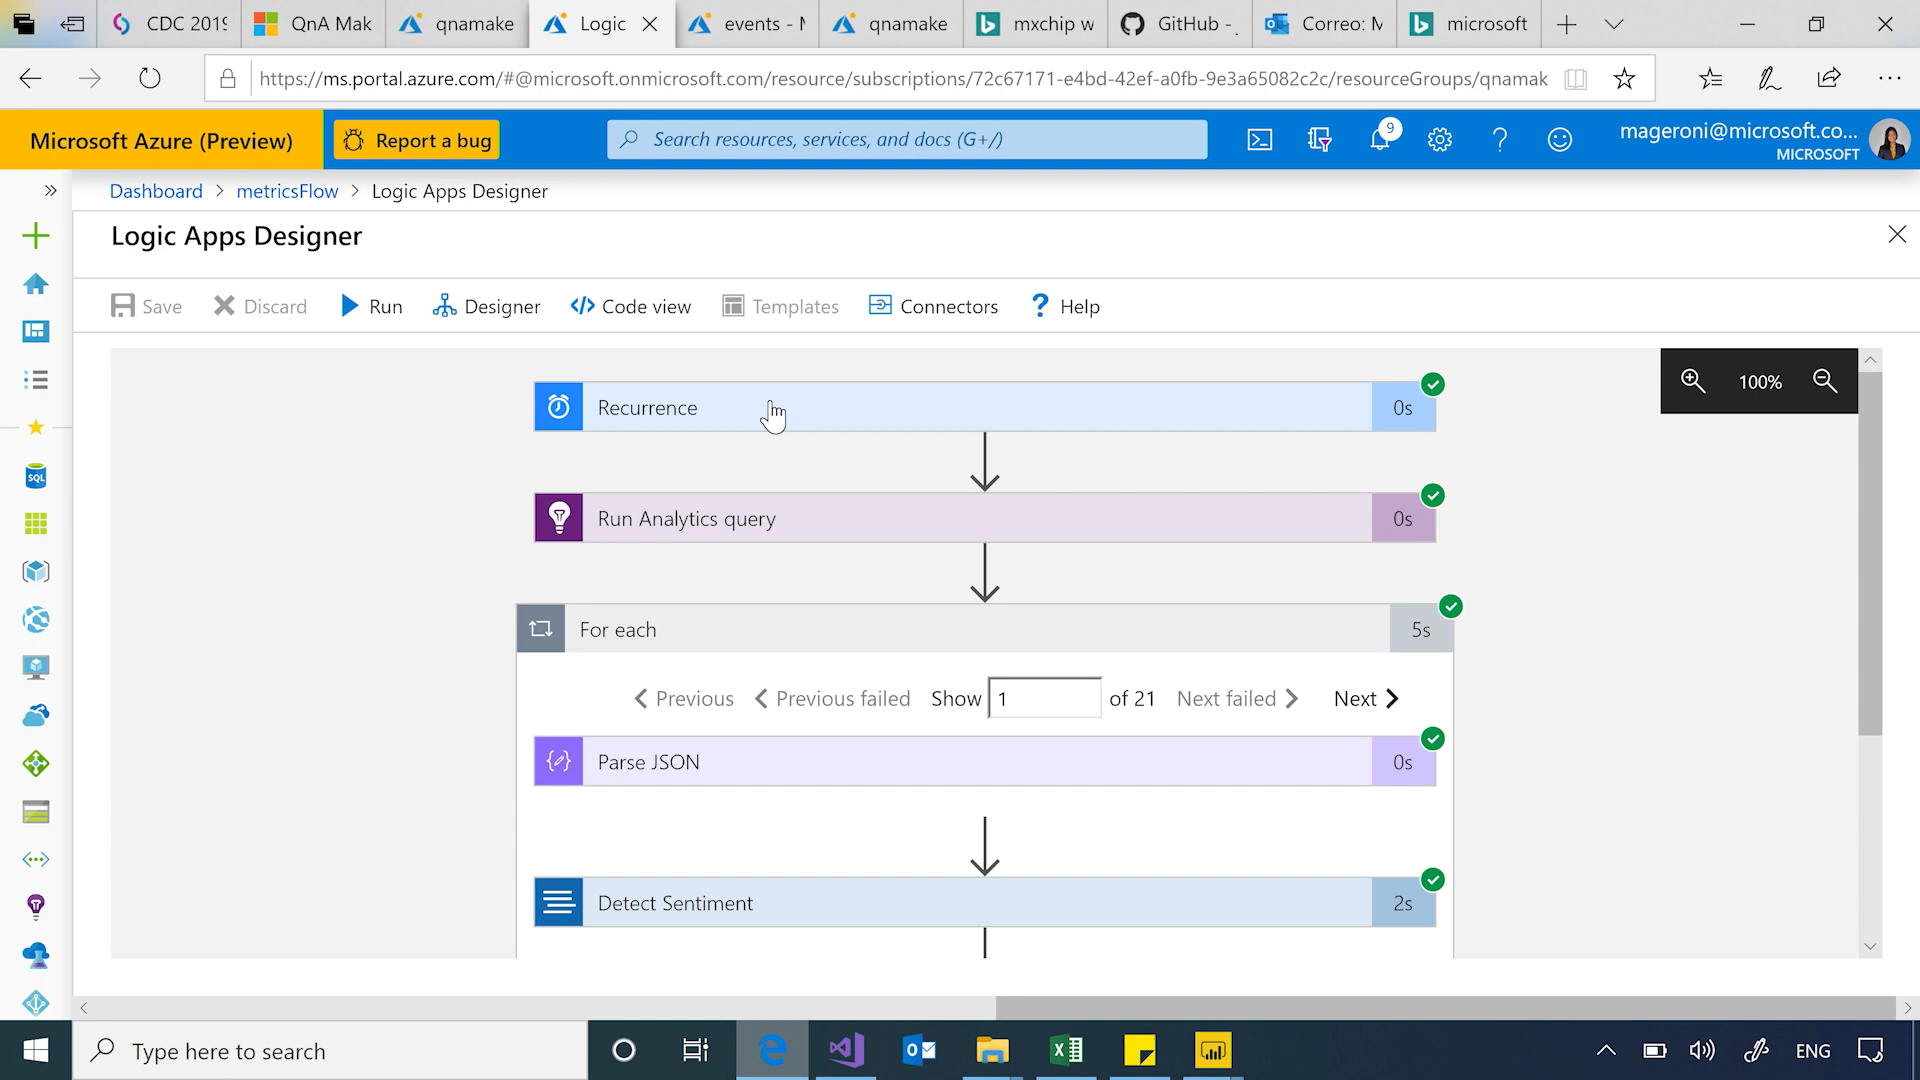 CDC 2019
QnA Mak
qnamake
Logic
events - M
qnamake
mxchip w
GitHub -
Correo: M
microsoft
https://ms.portal.azure.com/#@microsoft.onmicrosoft.com/resource/subscriptions/72c67171-e4bd-42ef-a0fb-9e3a65082c2c/resourceGroups/qnamak
Microsoft Azure (Preview)
Report a bug
Search resources, services, and docs (G+/)
9
mageroni@microsoft.co...
MICROSOFT
Dashboard > metricsFlow > Logic Apps Designer
Logic Apps Designer
Save
Discard
Run
Designer
Code view
Templates
Connectors
Help
100%
Recurrence
0s
Run Analytics query
0s
For each
5s
Previous
Previous failed
Show 1 of 21
Next failed
Next
Parse JSON
0s
Detect Sentiment
2s
SQL
Type here to search
ENG